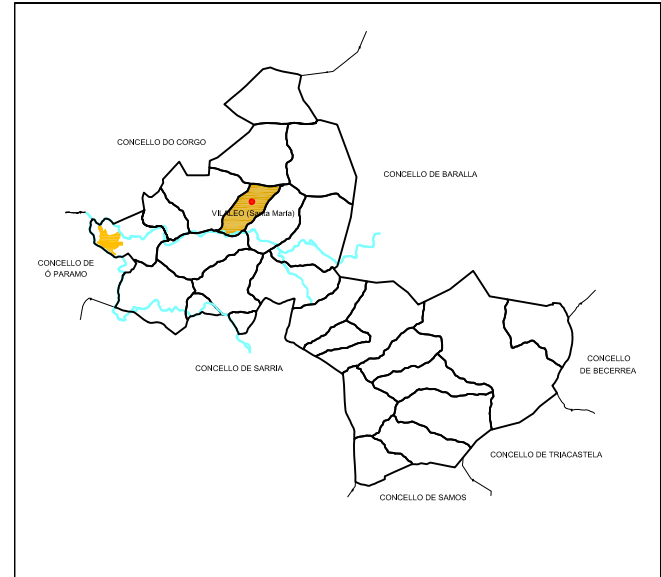 CONCELLO DO CORGO
CONCELLO DE BARALLA
VILALEO (Santa María)
CONCELLO DE
O PARAMO
CONCELLO DE SARRIA
CONCELLO
DE BECERREA
CONCELLO DE TRIACASTELA
CONCELLO DE SAMOS